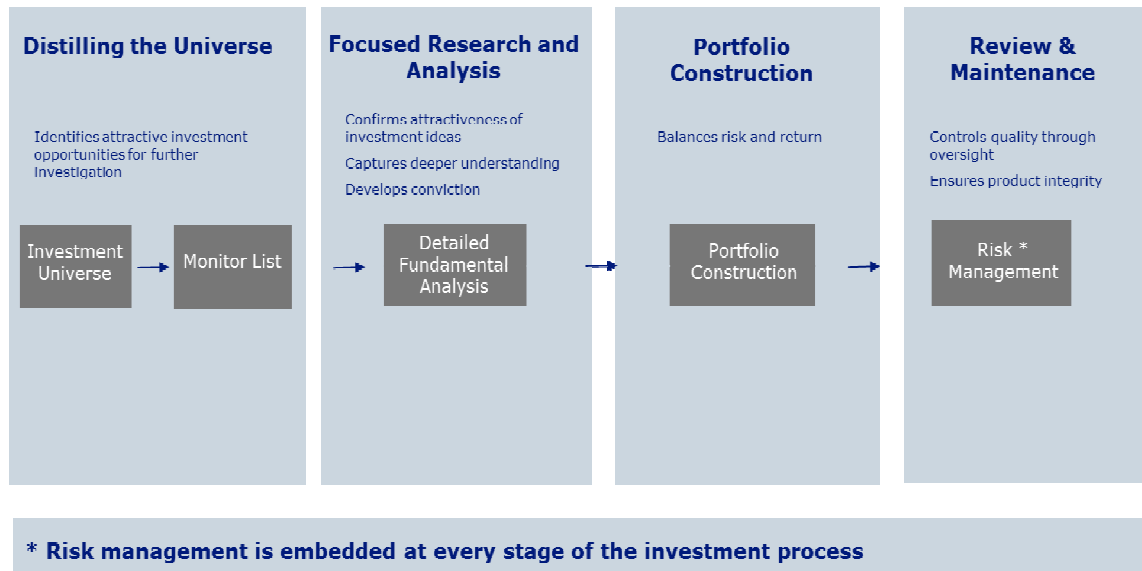 Distilling the Universe
Identifies attractive investment
opportunities for further
investigation
Investment
Universe
Monitor List
Focused Research and
Analysis
Confirms attractiveness of
investment ideas
Captures deeper understanding
Develops conviction
Detailed
Fundamental
Analysis
Portfolio
Construction
Balances risk and return
Portfolio
Construction
Review &
Maintenance
Controls quality through
oversight
Ensures product integrity
Risk *
Management
* Risk management is embedded at every stage of the investment process